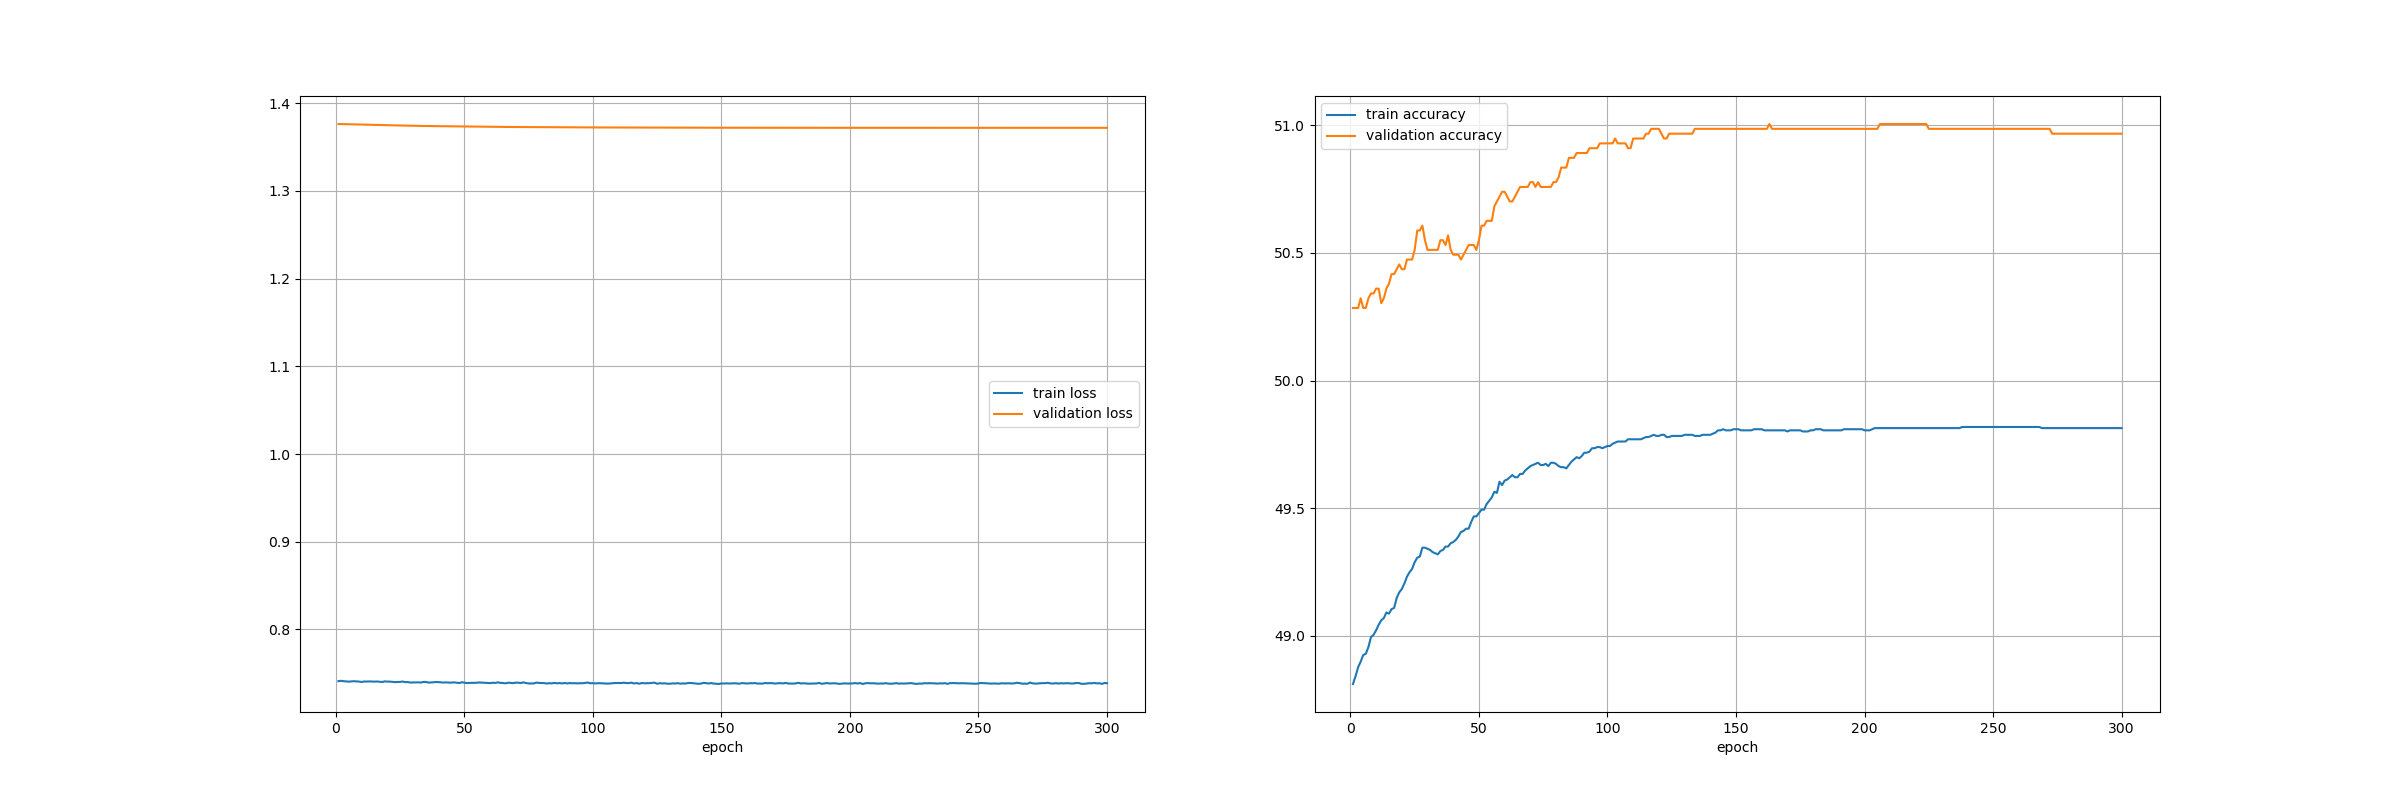 1.4
1.3
1.2
1.1
1.0
0.9
0.8
0 50 100 150 200 250 300
epoch
train loss
validation loss
51.0
50.5
50.0
49.5
49.0
0 50 100 150 200 250 300
epoch
train accuracy
validation accuracy